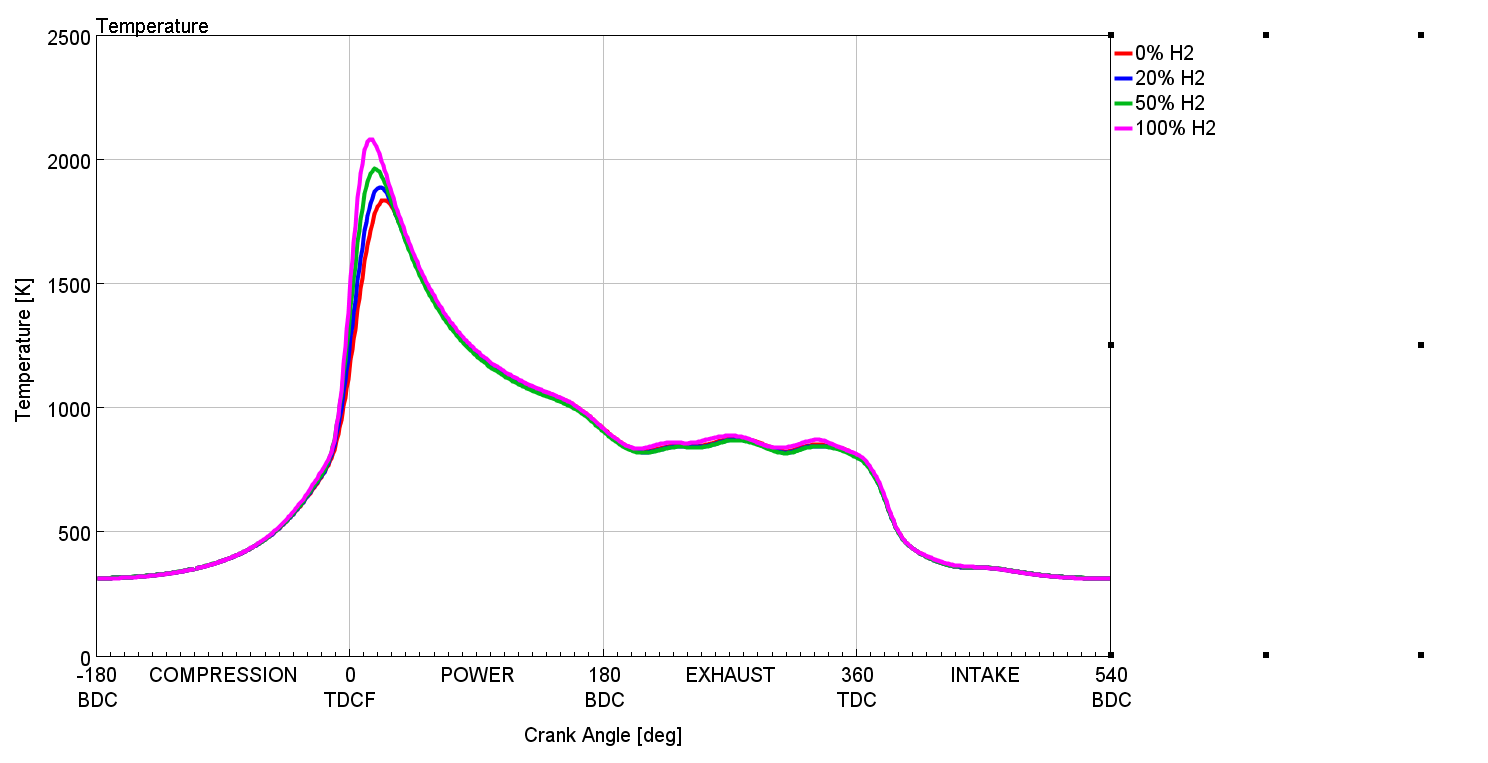 Temperature
2500
2000
1500
1000
500
0
Temperature [K]
0% H2
20% H2
50% H2
100% H2
-180 COMPRESSION 0 POWER 180 EXHAUST 360 INTAKE 540
BDC TDCF BDC TDC BDC
Crank Angle [deg]